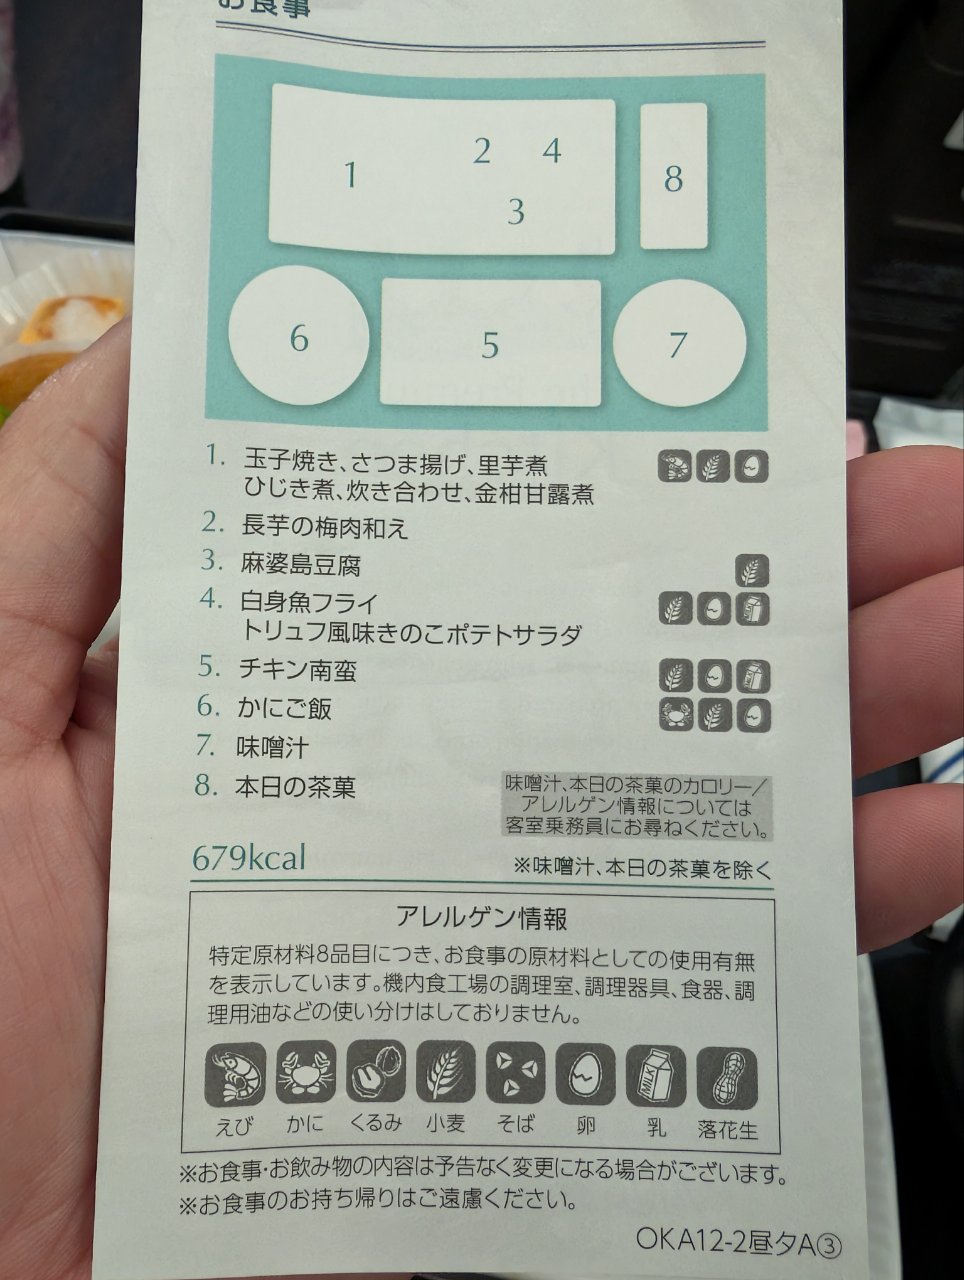 お食事
1
2
4
3
8
6
5
7
1. 玉子焼き、さつま揚げ、里芋煮
ひじき煮、炊き合わせ、金柑甘露煮
2. 長芋の梅肉和え
3. 麻婆島豆腐
4. 白身魚フライ
トリュフ風味きのこポテトサラダ
5. チキン南蛮
6. かにご飯
7. 味噌汁
8. 本日の茶菓
味噌汁、本日の茶菓のカロリー/
アレルゲン情報については
客室乗務員にお尋ねください。
679kcal
※味噌汁、本日の茶菓を除く
アレルゲン情報
特定原材料8品目につき、お食事の原材料としての使用有無
を表示しています。機内食工場の調理室、調理器具、食器、調
理用油などの使い分けはしておりません。
MILK
えび かに くるみ 小麦 そば 卵 乳 落花生
※お食事・お飲み物の内容は予告なく変更になる場合がございます。
※お食事のお持ち帰りはご遠慮ください。
OKA12-2昼夕A③